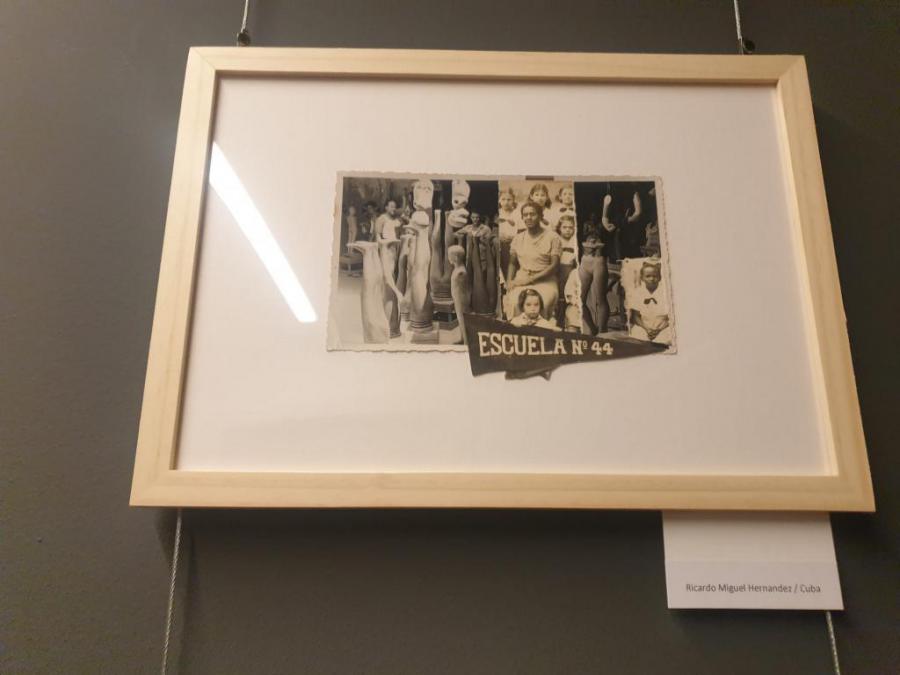 ESCUELA Nº 44
Ricardo Miguel Hernandez / Cuba